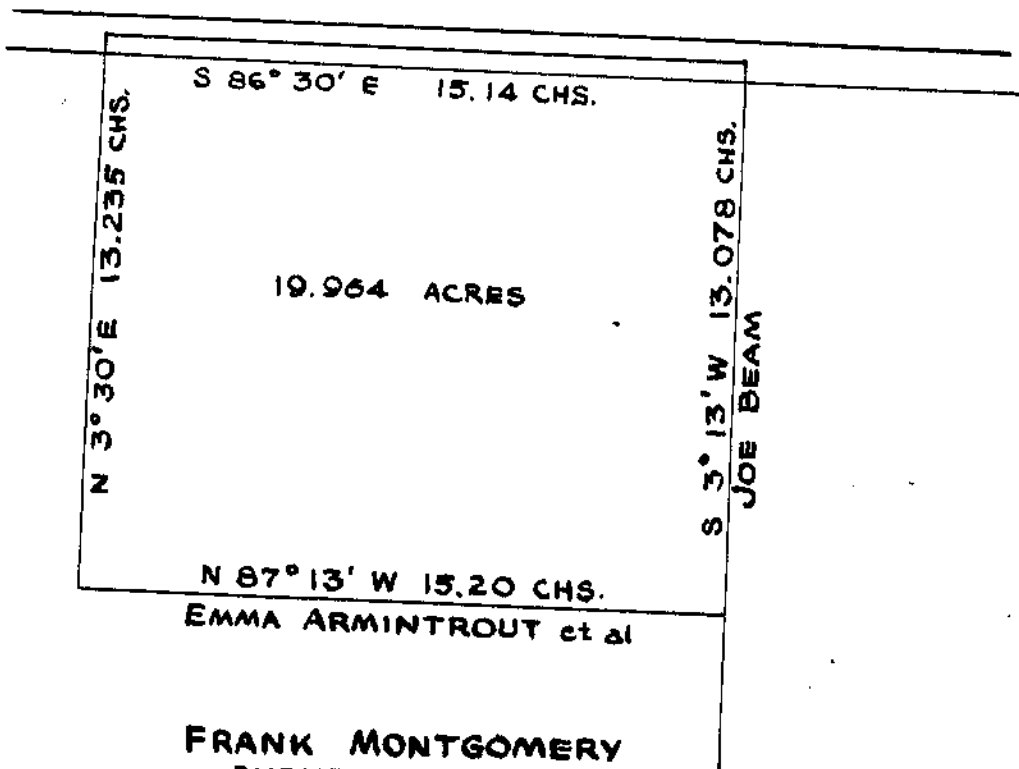 S 86° 30' E 15.14 CHS.
N 3° 30' E 13.235 CHS.
19.964 ACRES
S 3° 13' W 13.078 CHS.
JOE BEAM
N 87° 13' W 15.20 CHS.
EMMA ARMINTROUT et al
FRANK MONTGOMERY